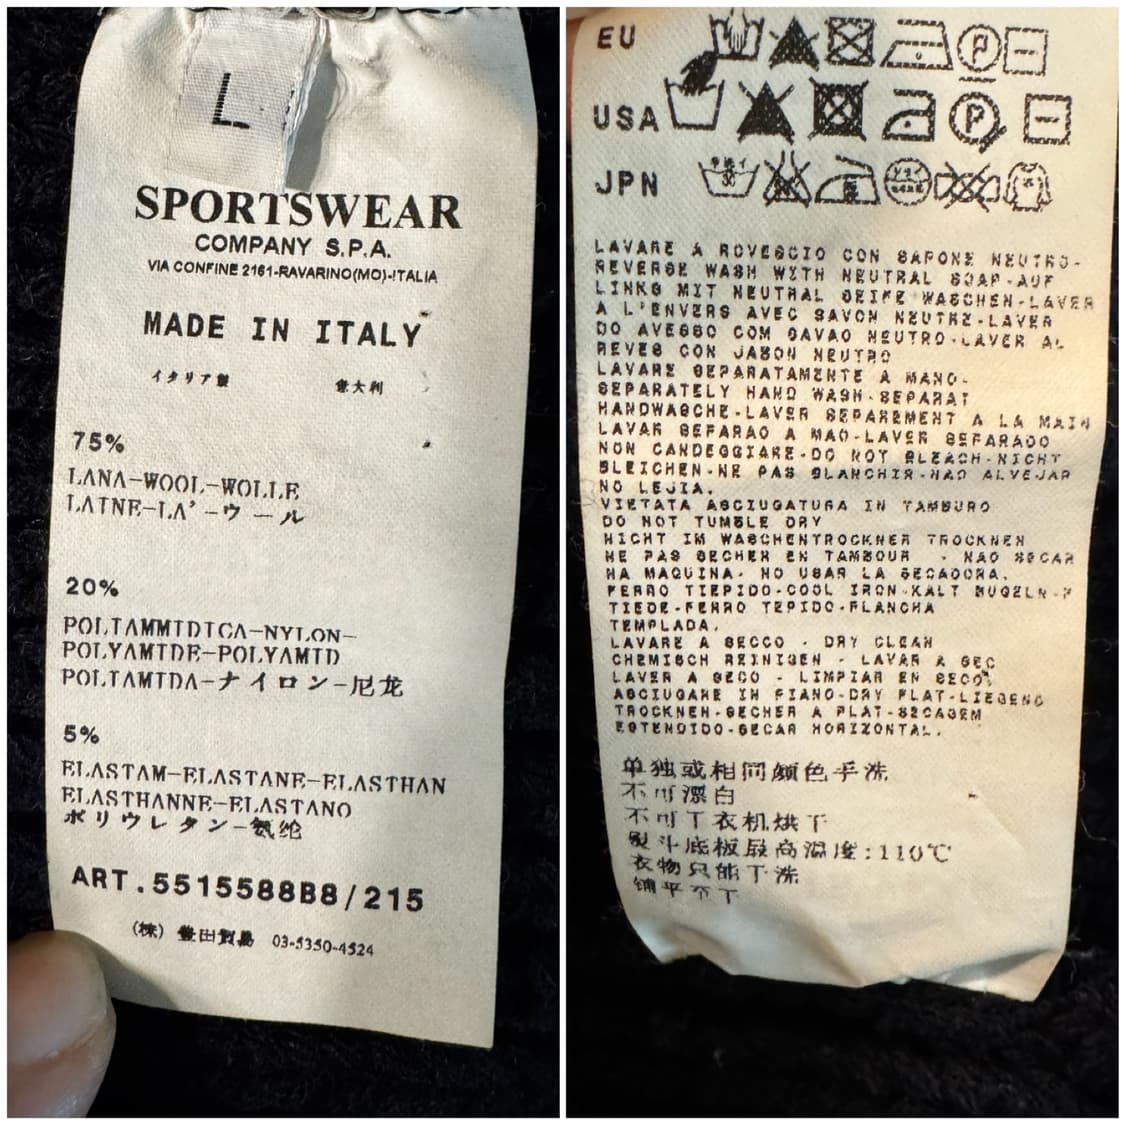 L
SPORTSWEAR
COMPANY S.P.A.
VIA CONFINE 2161-RAVARINO(MO)-ITALIA
MADE IN ITALY
イタリア製 意大利
75%
LANA-WOOL-WOLLE
LAINE-LA'-ウール
20%
POLIAMMIDICA-NYLON-
POLYAMIDE-POLYAMID
POLIAMIDA-ナイロン-尼龙
5%
ELASTAM-ELASTANE-ELASTHAN
ELASTHANNE-ELASTANO
ポリウレタン-氨纶
ART.5515588B8/215
(株) 豊田貿易 03-5350-4524
EU
P
USA
P
JPN
LAVARE A ROVESCIO CON SAPONE NEUTRO-
REVERSE WASH WITH NEUTRAL SOAP-AUF
LINKS MIT NEUTRAL SEIFE WASCHEN-LAVER
A L'ENVERS AVEC SAVON NEUTRE-LAVER
DO AVESSO COM SAVAO NEUTRO-LAVER AL
REVES CON JABON NEUTRO
LAVARE SEPARATAMENTE A MANO-
SEPARATELY HAND WASH-SEPARAT
HANDWASCHE-LAVER SEPAREMENT A LA MAIN
LAVAR SEPARAO A MAO-LAVER SEPARADO
NON CANDEGGIARE-DO NOT BLEACH-NICHT
BLEICHEN-NE PAS BLANCHIR-NAO ALVEJAR
NO LEJIA.
VIETATA ASCIUGATURA IN TAMBURO
DO NOT TUMBLE DRY
NICHT IM WASCHENTROCKNER TROCKNEN
NE PAS SECHER EN TAMBOUR - NAO SECAR
NA MAQUINA- NO USAR LA SECADORA.
FERRO TIEPIDO-COOL IRON-KALT BUGELN-F
TIEDE-FERRO TEPIDO-PLANCHA
TEMPLADA.
LAVARE A SECCO - DRY CLEAN
CHEMISCH REINIGEN - LAVAR A SEC
LAVER A SECO - LIMPIAR EN SECO
ASCIUGARE IN PIANO-DRY FLAT-LIEGEND
TROCKNEN-SECHER A PLAT-SECAGEM
ESTENDIDO-SECAR HORIZONTAL.
单独或相同颜色手洗
不可漂白
不可于衣机烘干
熨斗底板最高温度:110℃
衣物只能干洗
铺平至干